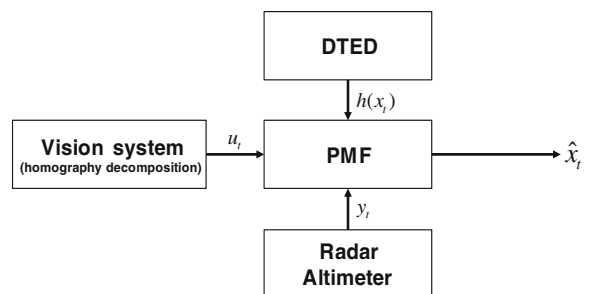 DTED
h(x_t)
Vision system
(homography decomposition)
u_t
PMF
x̂_t
y_t
Radar
Altimeter